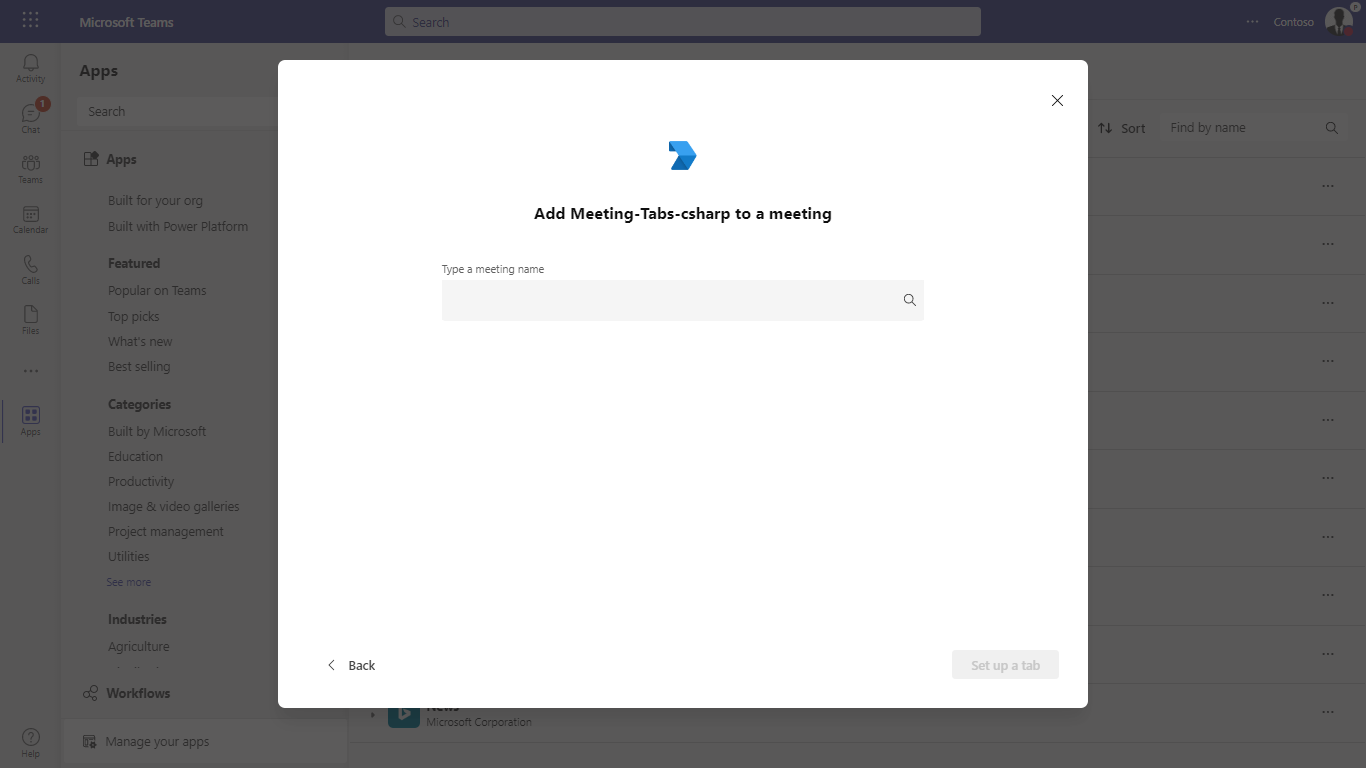 Microsoft Teams
Search
Contoso
P
Activity
1
Chat
Teams
Calendar
Calls
Files
Apps
Help
Apps
Search
Apps
Built for your org
Built with Power Platform
Featured
Popular on Teams
Top picks
What's new
Best selling
Categories
Built by Microsoft
Education
Productivity
Image & video galleries
Project management
Utilities
See more
Industries
Agriculture
Workflows
Manage your apps
Sort
Find by name
Add Meeting-Tabs-csharp to a meeting
Type a meeting name
Back
Set up a tab
News
Microsoft Corporation